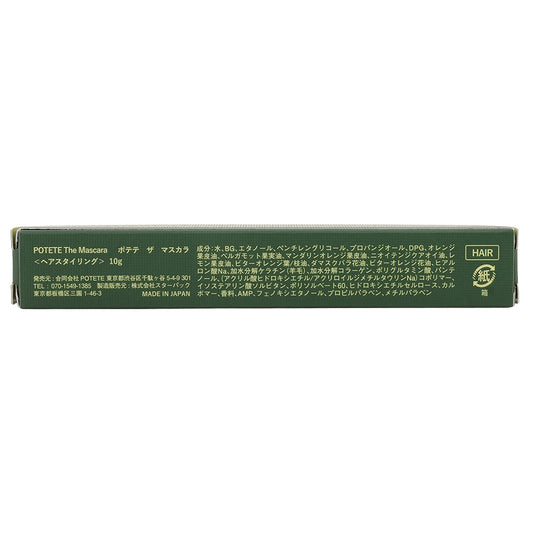 POTETE The Mascara　ポテテ　ザ　マスカラ
＜ヘアスタイリング＞ 10g
発売元：合同会社 POTETE 東京都渋谷区千駄ヶ谷 5-4-9 301
TEL：070-1549-1385　製造販売元：株式会社スターパック
東京都板橋区三園 1-46-3　MADE IN JAPAN
成分：水、BG、エタノール、ペンチレングリコール、プロパンジオール、DPG、オレンジ
果皮油、ベルガモット果実油、マンダリンオレンジ果皮油、ニオイテンジクアオイ油、レ
モン果皮油、ビターオレンジ葉/枝油、ダマスクバラ花油、ビターオレンジ花油、ヒアル
ロン酸Na、加水分解ケラチン（羊毛）、加水分解コラーゲン、ポリグルタミン酸、パンテ
ノール、（アクリル酸ヒドロキシエチル/アクリロイルジメチルタウリンNa）コポリマー、
イソステアリン酸ソルビタン、ポリソルベート60、ヒドロキシエチルセルロース、カル
ボマー、香料、AMP、フェノキシエタノール、プロピルパラベン、メチルパラベン
HAIR
紙
箱